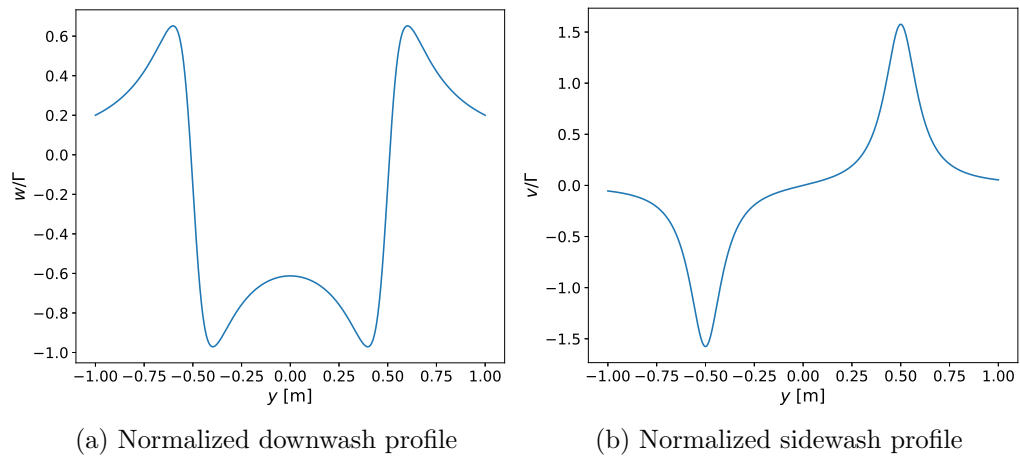 0.6
0.4
0.2
0.0
−0.2
−0.4
−0.6
−0.8
−1.0
w/Γ
−1.00 −0.75 −0.50 −0.25 0.00 0.25 0.50 0.75 1.00
y [m]
(a) Normalized downwash profile
1.5
1.0
0.5
0.0
−0.5
−1.0
−1.5
v/Γ
−1.00 −0.75 −0.50 −0.25 0.00 0.25 0.50 0.75 1.00
y [m]
(b) Normalized sidewash profile